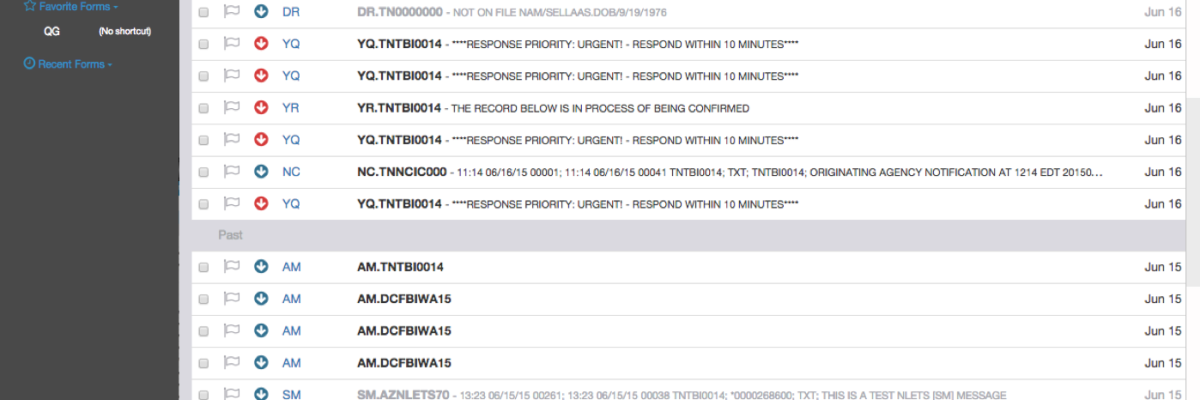 Favorite Forms
QG (No shortcut)
Recent Forms
DR DR.TN0000000 - NOT ON FILE NAM/SELLAAS.DOB/9/19/1976 Jun 16
YQ YQ.TNTBI0014 - ****RESPONSE PRIORITY: URGENT! - RESPOND WITHIN 10 MINUTES**** Jun 16
YQ YQ.TNTBI0014 - ****RESPONSE PRIORITY: URGENT! - RESPOND WITHIN 10 MINUTES**** Jun 16
YR YR.TNTBI0014 - THE RECORD BELOW IS IN PROCESS OF BEING CONFIRMED Jun 16
YQ YQ.TNTBI0014 - ****RESPONSE PRIORITY: URGENT! - RESPOND WITHIN 10 MINUTES**** Jun 16
NC NC.TNNCIC000 - 11:14 06/16/15 00001; 11:14 06/16/15 00041 TNTBI0014; TXT; TNTBI0014; ORIGINATING AGENCY NOTIFICATION AT 1214 EDT 20150... Jun 16
YQ YQ.TNTBI0014 - ****RESPONSE PRIORITY: URGENT! - RESPOND WITHIN 10 MINUTES**** Jun 16
Past
AM AM.TNTBI0014 Jun 15
AM AM.DCFBIWA15 Jun 15
AM AM.DCFBIWA15 Jun 15
AM AM.DCFBIWA15 Jun 15
SM SM.AZNLETS70 - 13:23 06/15/15 00261; 13:23 06/15/15 00038 TNTBI0014; *0000268600; TXT; THIS IS A TEST NLETS [SM] MESSAGE Jun 15